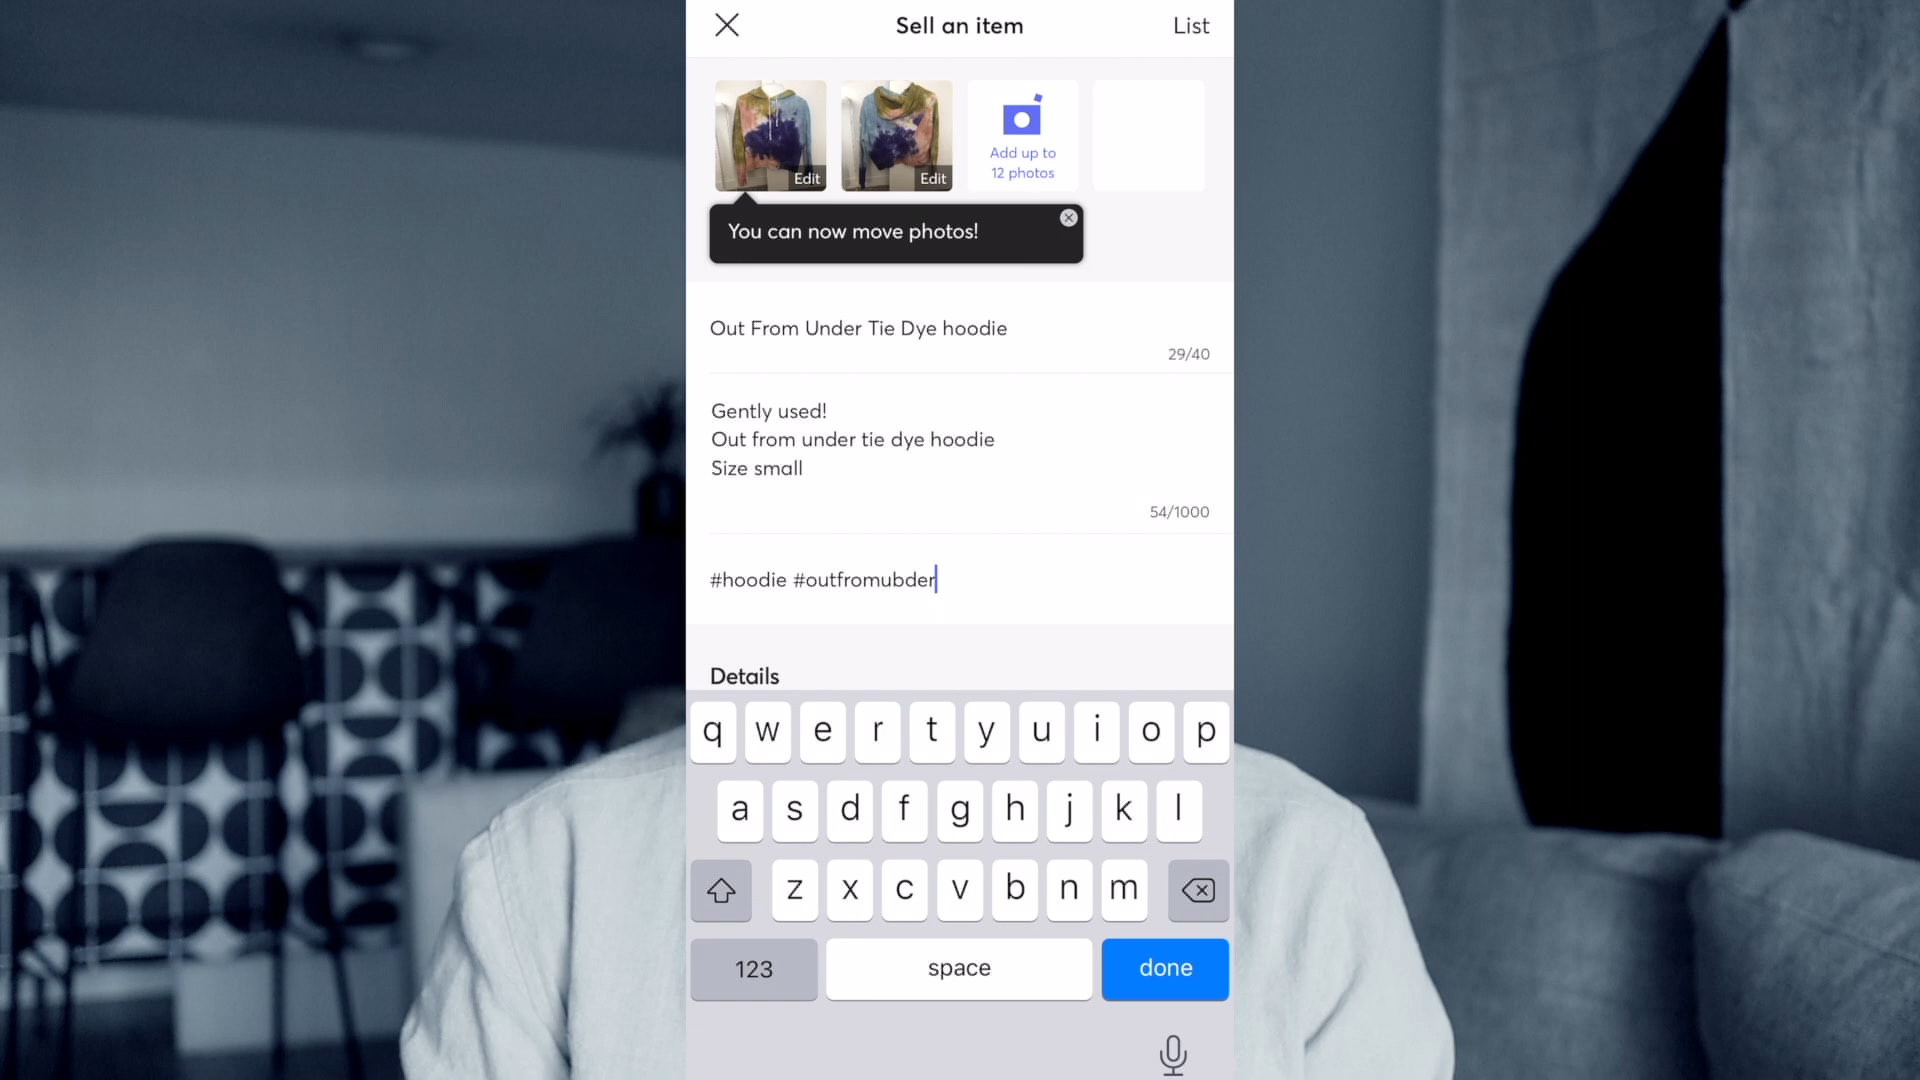 Sell an item
List
Edit
Edit
Add up to
12 photos
You can now move photos!
Out From Under Tie Dye hoodie
29/40
Gently used!
Out from under tie dye hoodie
Size small
54/1000
#hoodie #outfromubder
Details
q w e r t y u i o p
a s d f g h j k l
z x c v b n m
123 space done